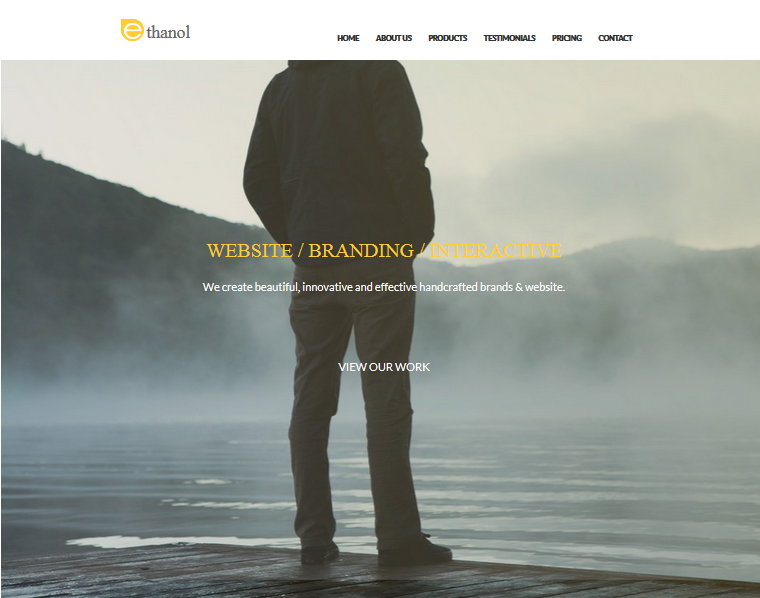 ethanol
HOME ABOUT US PRODUCTS TESTIMONIALS PRICING CONTACT
WEBSITE / BRANDING / INTERACTIVE
We create beautiful, innovative and effective handcrafted brands & website.
VIEW OUR WORK